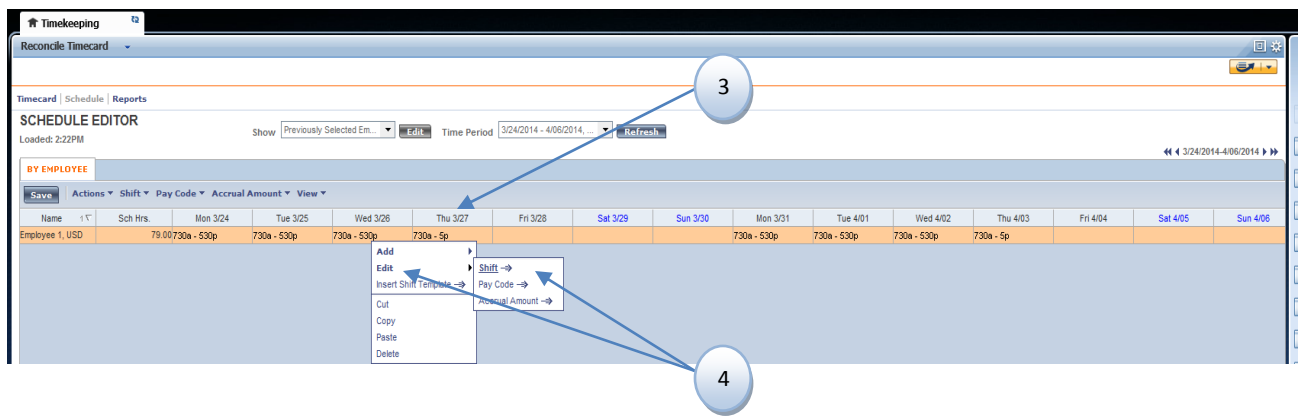 Timekeeping
Reconcile Timecard
3
Timecard | Schedule | Reports
SCHEDULE EDITOR
Loaded: 2:22PM
Show Previously Selected Em... Edit Time Period 3/24/2014 - 4/06/2014, ... Refresh
3/24/2014-4/06/2014
BY EMPLOYEE
Save Actions Shift Pay Code Accrual Amount View
Name Sch Hrs. Mon 3/24 Tue 3/25 Wed 3/26 Thu 3/27 Fri 3/28 Sat 3/29 Sun 3/30 Mon 3/31 Tue 4/01 Wed 4/02 Thu 4/03 Fri 4/04 Sat 4/05 Sun 4/06
Employee 1, USD 79.00 730a - 530p 730a - 530p 730a - 530p 730a - 5p 730a - 530p 730a - 530p 730a - 530p 730a - 5p
Add
Edit Shift
Insert Shift Template Pay Code
Accrual Amount
Cut
Copy
Paste
Delete
4